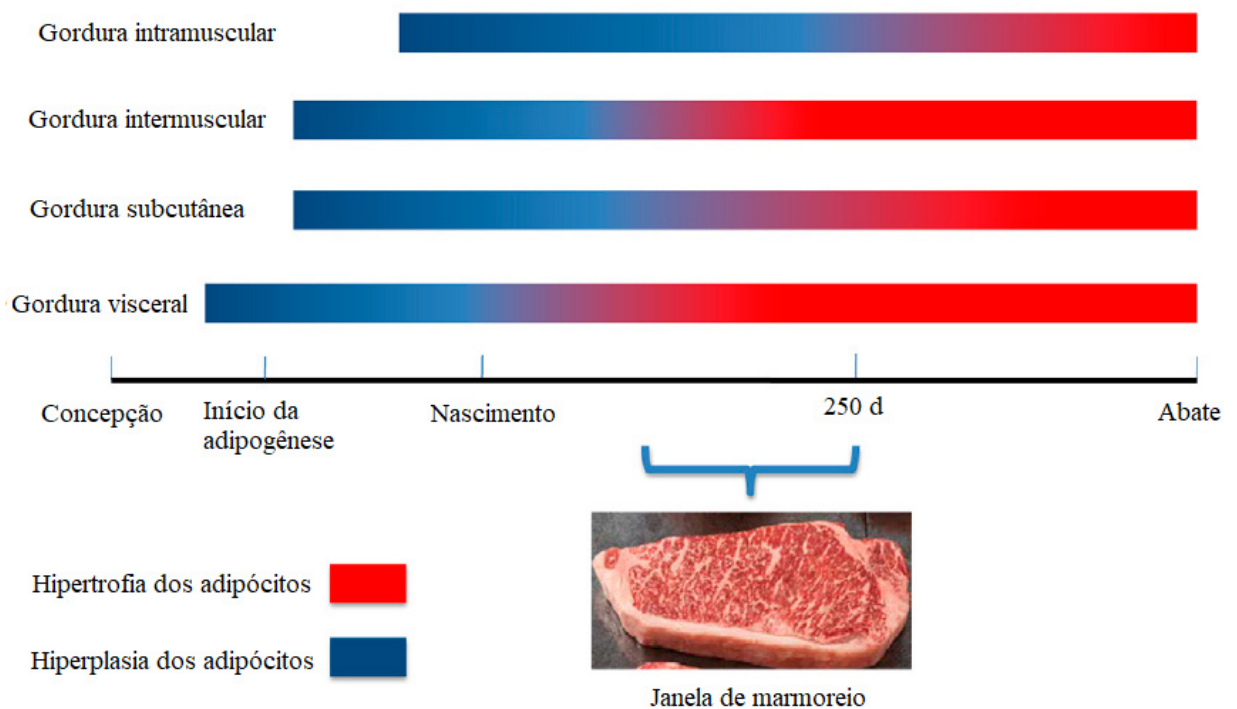 Gordura intramuscular
Gordura intermuscular
Gordura subcutânea
Gordura visceral
Concepção
Início da
adipogênese
Nascimento
250 d
Abate
Hipertrofia dos adipócitos
Hiperplasia dos adipócitos
Janela de marmoreio